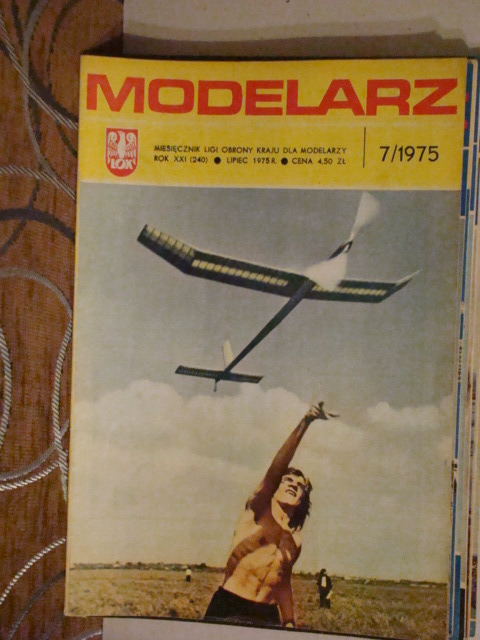 MODELARZ
LOK
MIESIĘCZNIK LIGI OBRONY KRAJU DLA MODELARZY
ROK XXI (240) ● LIPIEC 1975 R. ● CENA 4,50 ZŁ
7/1975